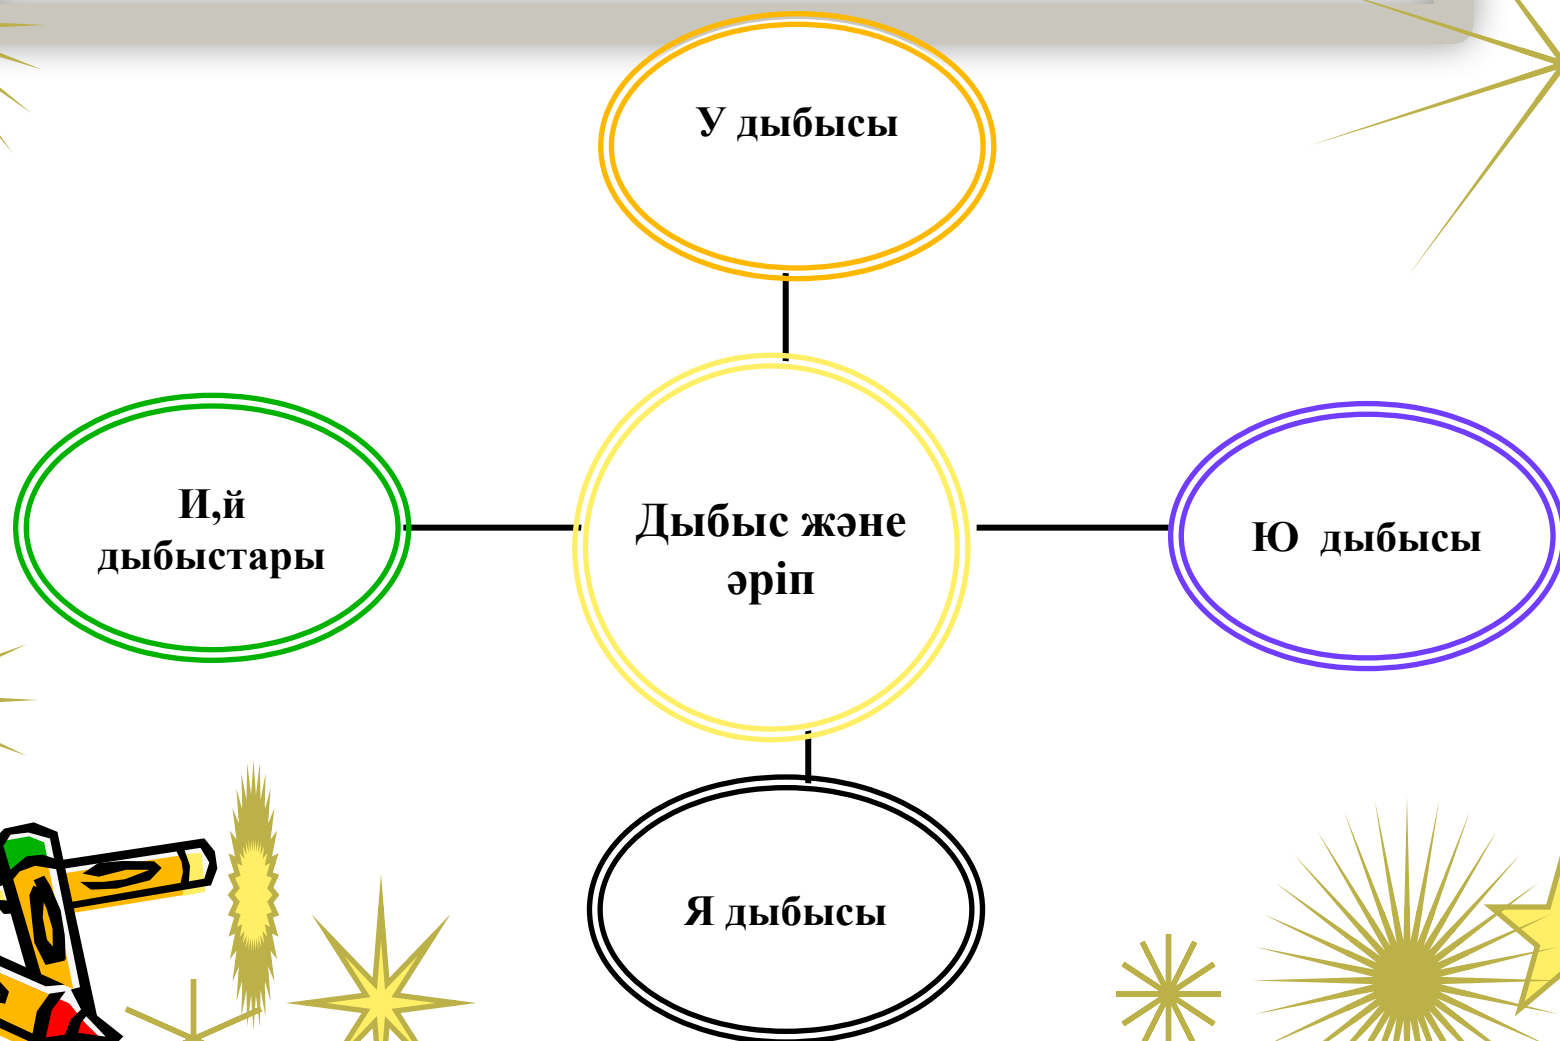 У дыбысы
И,й
дыбыстары
Дыбыс және
әріп
Ю дыбысы
Я дыбысы